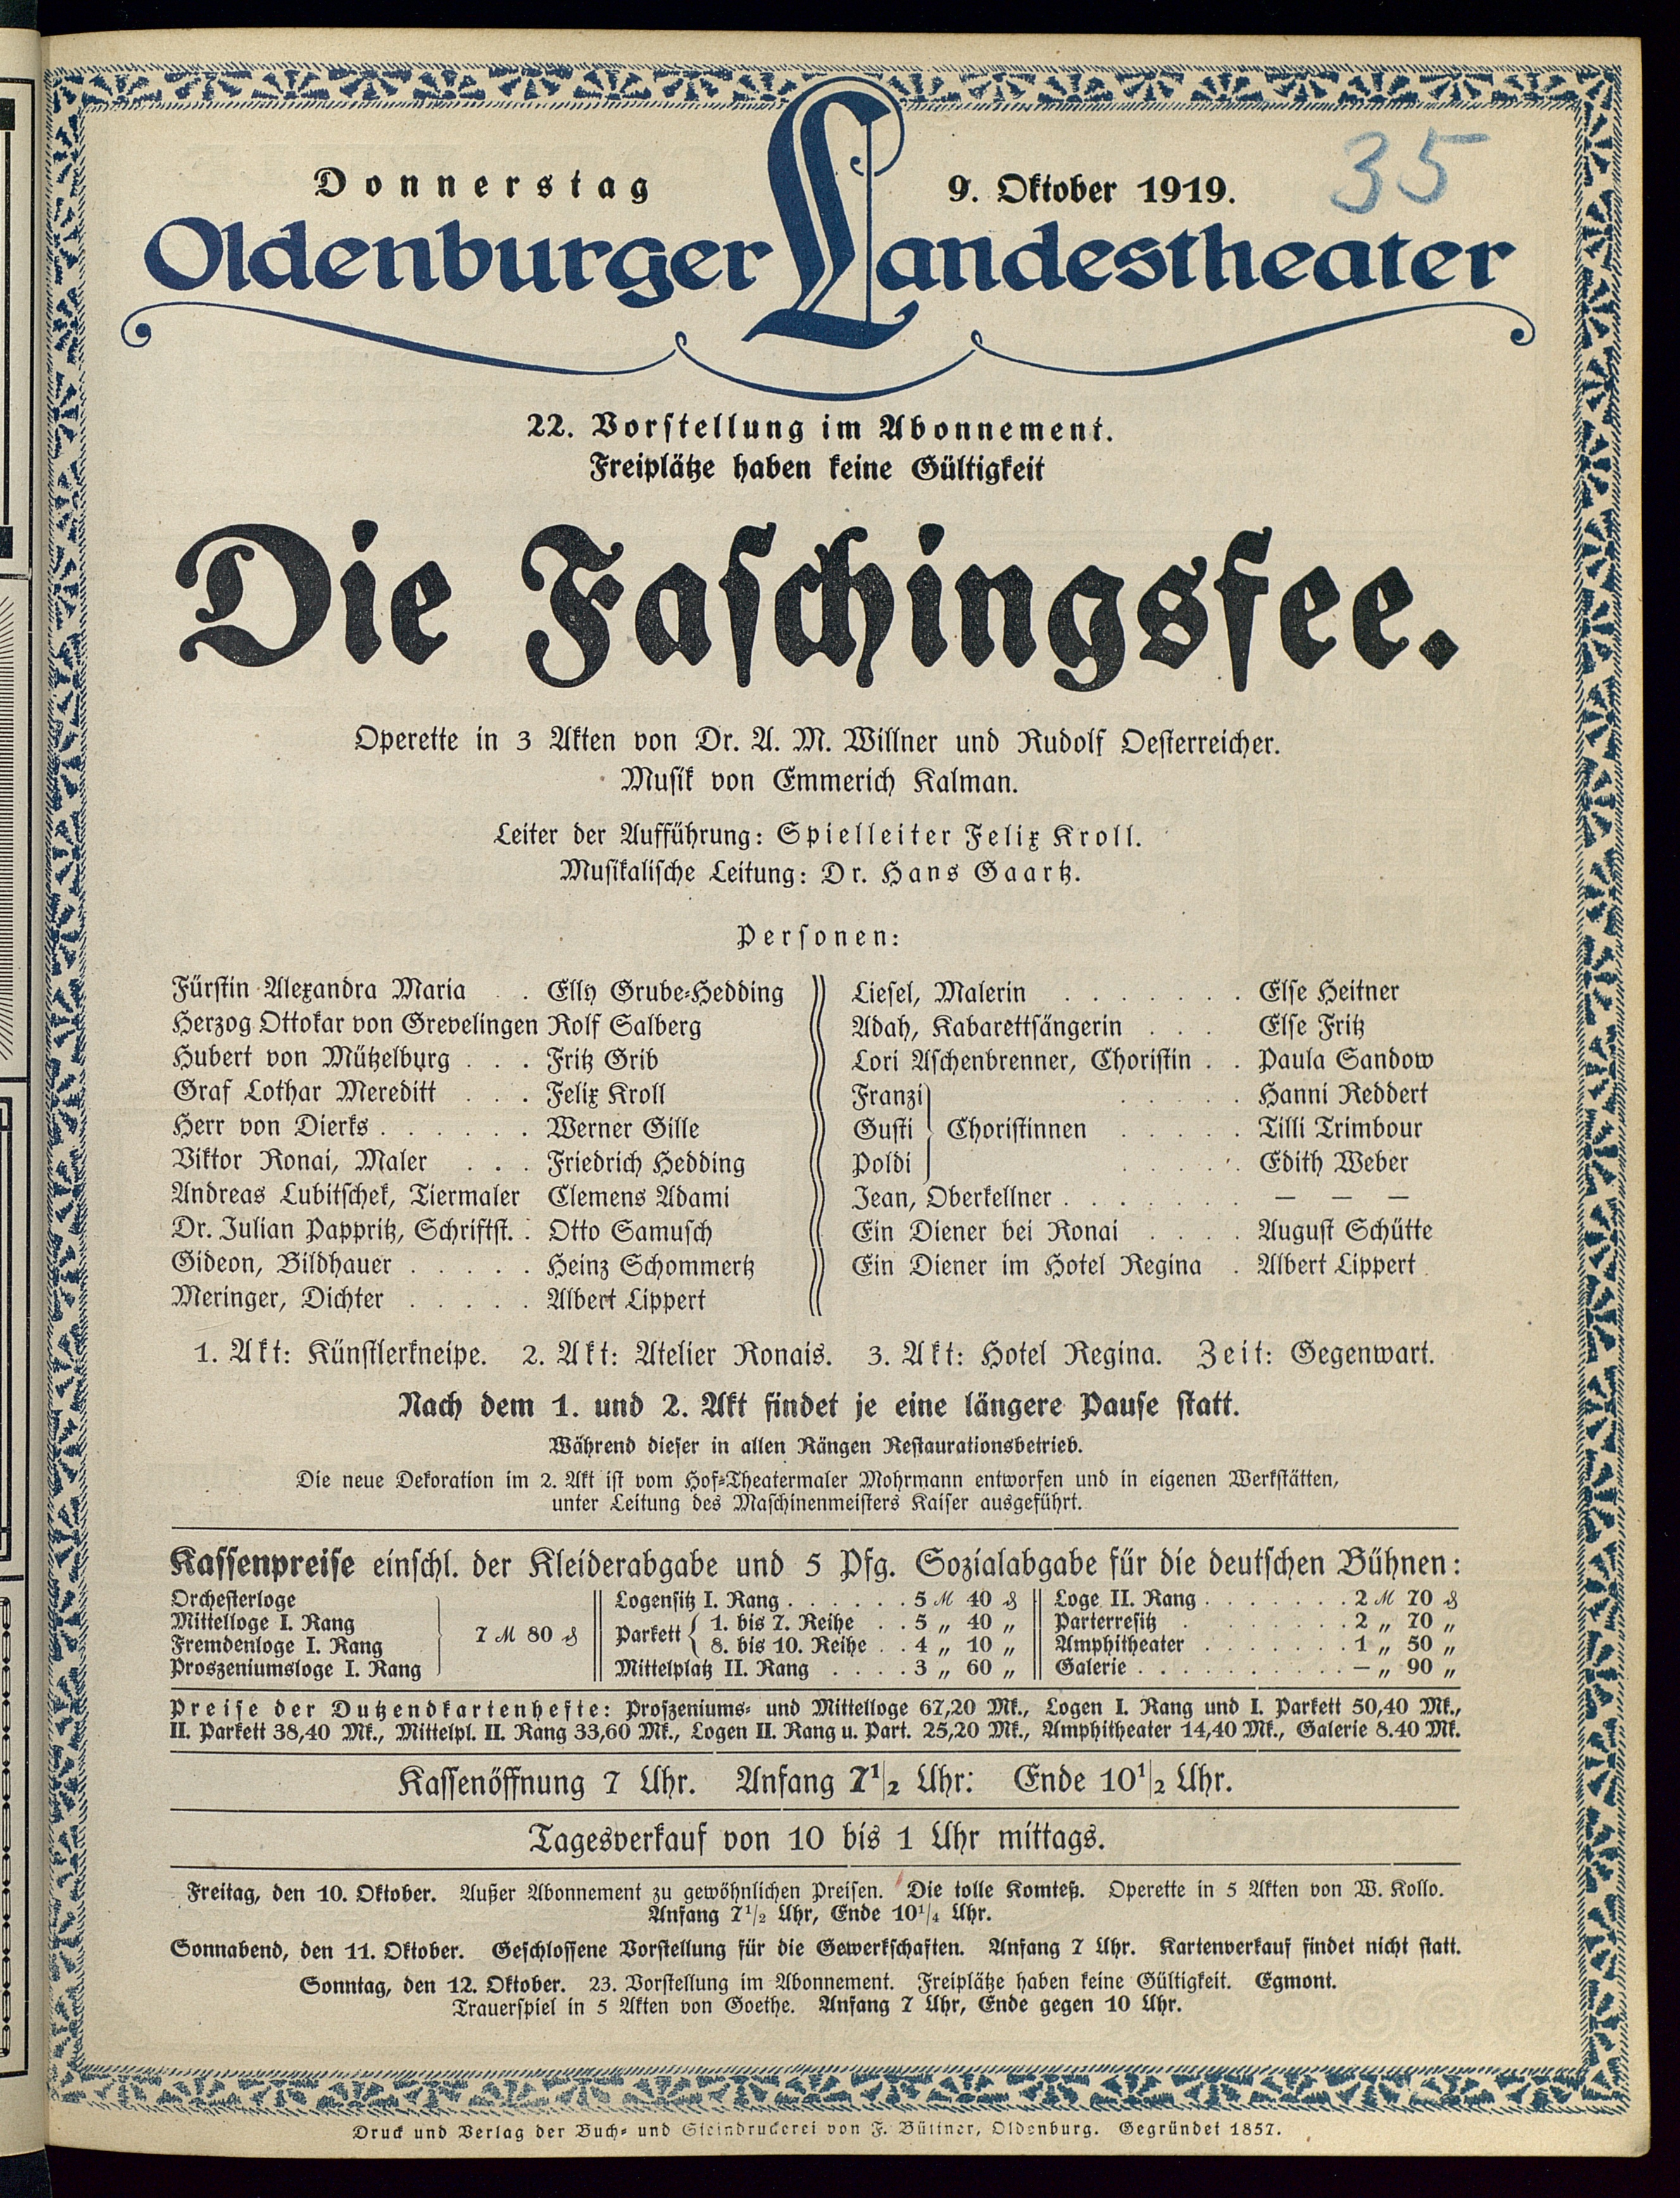 Donnerstag 9. Oktober 1919.
35
Oldenburger Landestheater
22. Vorstellung im Abonnement.
Freiplätze haben keine Gültigkeit
Die Faschingsfee.
Operette in 3 Akten von Dr. A. M. Willner und Rudolf Oesterreicher.
Musik von Emmerich Kalman.
Leiter der Aufführung: Spielleiter Felix Kroll.
Musikalische Leitung: Dr. Hans Gaartz.
Personen:
Fürstin Alexandra Maria . . Elly Grube-Hedding
Herzog Ottokar von Grevelingen Rolf Salberg
Hubert von Mützelburg . . . Fritz Grib
Graf Lothar Mereditt . . . Felix Kroll
Herr von Dierks . . . . . . Werner Gille
Viktor Ronai, Maler . . . Friedrich Hedding
Andreas Lubitschek, Tiermaler Clemens Adami
Dr. Julian Pappritz, Schriftst. . Otto Samusch
Gideon, Bildhauer . . . . . Heinz Schommertz
Meringer, Dichter . . . . . Albert Lippert
Liesel, Malerin . . . . . . . Else Heitner
Adah, Kabarettsängerin . . . Else Fritz
Lori Aschenbrenner, Choristin . . Paula Sandow
Franzi . . . . . Hanni Reddert
Gusti } Choristinnen . . . . . Tilli Trimbour
Poldi . . . . . Edith Weber
Jean, Oberkellner . . . . . . . — — —
Ein Diener bei Ronai . . . . August Schütte
Ein Diener im Hotel Regina . Albert Lippert
1. Akt: Künstlerkneipe. 2. Akt: Atelier Ronais. 3. Akt: Hotel Regina. Zeit: Gegenwart.
Nach dem 1. und 2. Akt findet je eine längere Pause statt.
Während dieser in allen Rängen Restaurationsbetrieb.
Die neue Dekoration im 2. Akt ist vom Hof-Theatermaler Mohrmann entworfen und in eigenen Werkstätten,
unter Leitung des Maschinenmeisters Kaiser ausgeführt.
Kassenpreise einschl. der Kleiderabgabe und 5 Pfg. Sozialabgabe für die deutschen Bühnen:
Orchesterloge
Mittelloge I. Rang
Fremdenloge I. Rang
Proszeniumsloge I. Rang
7 ℳ 80 ₰
Logensitz I. Rang . . . . . . 5 ℳ 40 ₰
Parkett { 1. bis 7. Reihe . . 5 „ 40 „
8. bis 10. Reihe . . 4 „ 10 „
Mittelplatz II. Rang . . . . 3 „ 60 „
Loge II. Rang . . . . . . . 2 ℳ 70 ₰
Parterresitz . . . . . . . 2 „ 70 „
Amphitheater . . . . . . . 1 „ 50 „
Galerie . . . . . . . . . . — „ 90 „
Preise der Dutzendkartenhefte: Proszeniums- und Mittelloge 67,20 Mk., Logen I. Rang und I. Parkett 50,40 Mk.,
II. Parkett 38,40 Mk., Mittelpl. II. Rang 33,60 Mk., Logen II. Rang u. Part. 25,20 Mk., Amphitheater 14,40 Mk., Galerie 8.40 Mk.
Kassenöffnung 7 Uhr. Anfang 7½ Uhr: Ende 10½ Uhr.
Tagesverkauf von 10 bis 1 Uhr mittags.
Freitag, den 10. Oktober. Außer Abonnement zu gewöhnlichen Preisen. Die tolle Komteß. Operette in 5 Akten von W. Kollo.
Anfang 7½ Uhr, Ende 10¼ Uhr.
Sonnabend, den 11. Oktober. Geschlossene Vorstellung für die Gewerkschaften. Anfang 7 Uhr. Kartenverkauf findet nicht statt.
Sonntag, den 12. Oktober. 23. Vorstellung im Abonnement. Freiplätze haben keine Gültigkeit. Egmont.
Trauerspiel in 5 Akten von Goethe. Anfang 7 Uhr, Ende gegen 10 Uhr.
Druck und Verlag der Buch- und Steindruckerei von F. Büttner, Oldenburg. Gegründet 1857.